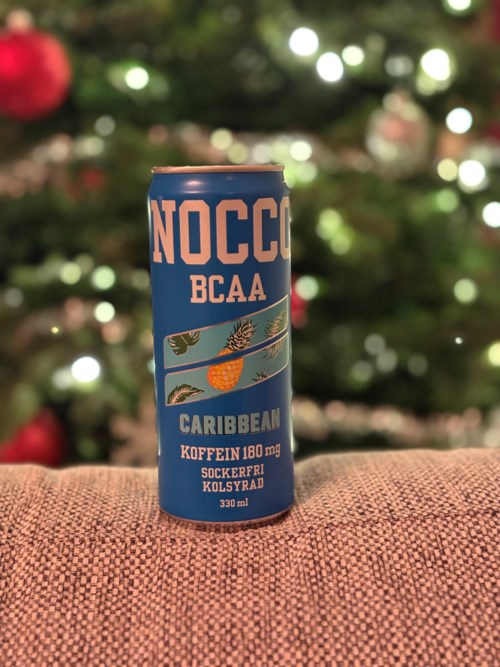 NOCCO
BCAA
CARIBBEAN
KOFFEIN 180 mg
SOCKERFRI
KOLSYRAD
330 ml